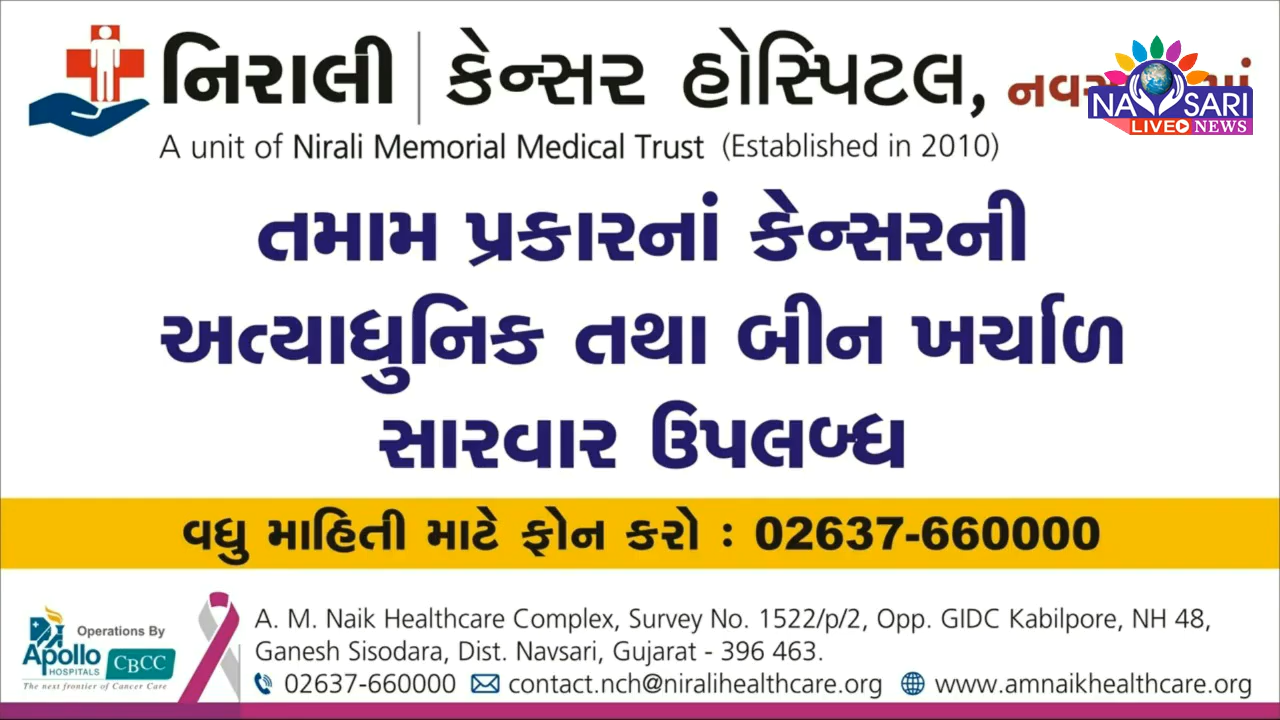 નિરાલી કેન્સર હોસ્પિટલ,
NAVSARI
LIVE NEWS
A unit of Nirali Memorial Medical Trust (Established in 2010)
તમામ પ્રકારનાં કેન્સરની
અત્યાધુનિક તથા બીન ખર્ચાળ
સારવાર ઉપલબ્ધ
વધુ માહિતી માટે ફોન કરો : 02637-660000
Operations By
Apollo
HOSPITALS
CBCC
The next frontier of Cancer Care
A. M. Naik Healthcare Complex, Survey No. 1522/p/2, Opp. GIDC Kabilpore, NH 48,
Ganesh Sisodara, Dist. Navsari, Gujarat - 396 463.
02637-660000 contact.nch@niralihealthcare.org www.amnaikhealthcare.org